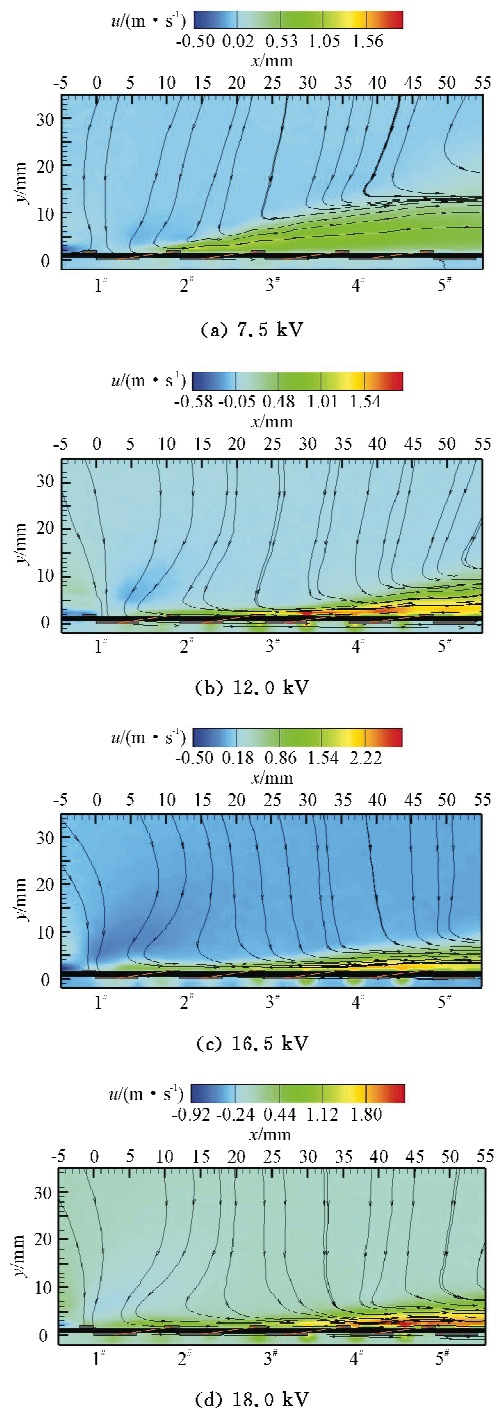 u/(m · s⁻¹)
-0.50 0.02 0.53 1.05 1.56
x/mm
-5 0 5 10 15 20 25 30 35 40 45 50 55
30
20
y/mm
10
0
1# 2# 3# 4# 5#
(a) 7.5 kV
u/(m · s⁻¹)
-0.58 -0.05 0.48 1.01 1.54
x/mm
-5 0 5 10 15 20 25 30 35 40 45 50 55
30
20
y/mm
10
0
1# 2# 3# 4# 5#
(b) 12.0 kV
u/(m · s⁻¹)
-0.50 0.18 0.86 1.54 2.22
x/mm
-5 0 5 10 15 20 25 30 35 40 45 50 55
30
20
y/mm
10
0
1# 2# 3# 4# 5#
(c) 16.5 kV
u/(m · s⁻¹)
-0.92 -0.24 0.44 1.12 1.80
x/mm
-5 0 5 10 15 20 25 30 35 40 45 50 55
30
20
y/mm
10
0
1# 2# 3# 4# 5#
(d) 18.0 kV